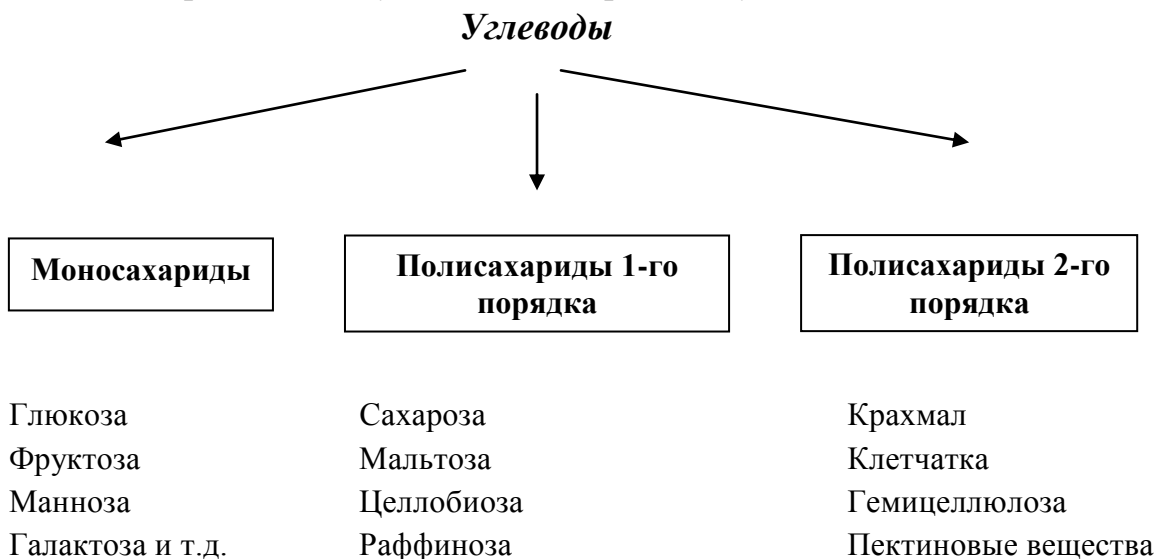 Углеводы
Моносахариды
Полисахариды 1-го
порядка
Полисахариды 2-го
порядка
Глюкоза
Фруктоза
Манноза
Галактоза и т.д.
Сахароза
Мальтоза
Целлобиоза
Раффиноза
Крахмал
Клетчатка
Гемицеллюлоза
Пектиновые вещества